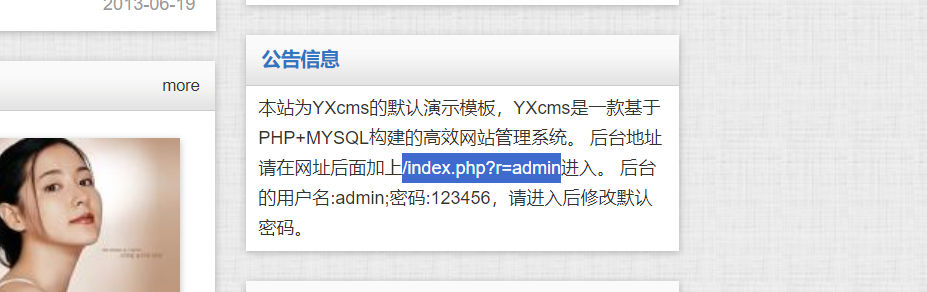 2013-06-19
more
公告信息
本站为YXcms的默认演示模板，YXcms是一款基于
PHP+MYSQL构建的高效网站管理系统。 后台地址
请在网址后面加上/index.php?r=admin进入。 后台
的用户名:admin;密码:123456，请进入后修改默认
密码。